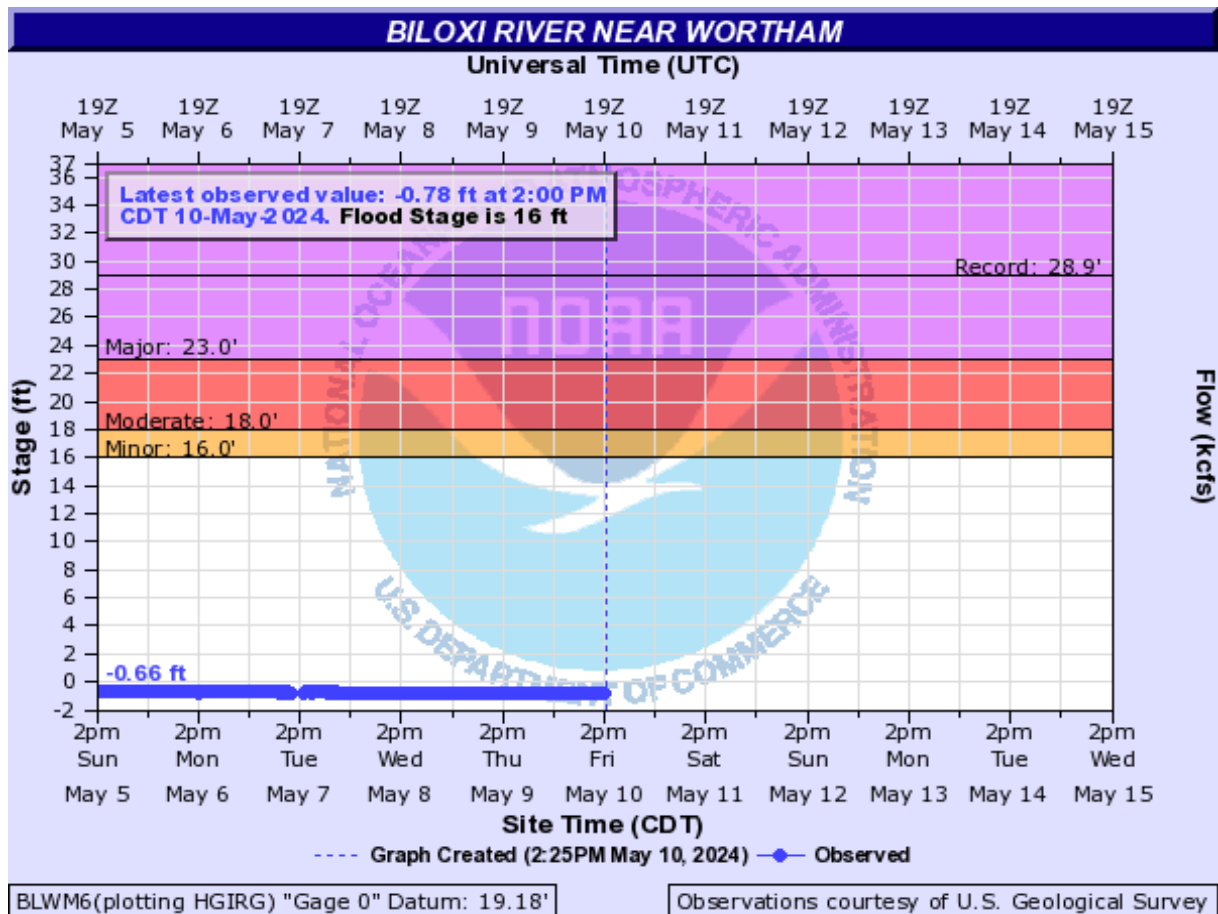 BILOXI RIVER NEAR WORTHAM
Universal Time (UTC)
19Z 19Z 19Z 19Z 19Z 19Z 19Z 19Z 19Z 19Z 19Z
May 5 May 6 May 7 May 8 May 9 May 10 May 11 May 12 May 13 May 14 May 15
37
36
34
32
30
28
26
24
22
20
18
16
14
12
10
8
6
4
2
0
-2
Stage (ft)
Flow (kcfs)
Latest observed value: -0.78 ft at 2:00 PM
CDT 10-May-2024. Flood Stage is 16 ft
Record: 28.9'
Major: 23.0'
Moderate: 18.0'
Minor: 16.0'
-0.66 ft
NATIONAL OCEANIC AND ATMOSPHERIC ADMINISTRATION
NOAA
U.S. DEPARTMENT OF COMMERCE
2pm 2pm 2pm 2pm 2pm 2pm 2pm 2pm 2pm 2pm 2pm
Sun Mon Tue Wed Thu Fri Sat Sun Mon Tue Wed
May 5 May 6 May 7 May 8 May 9 May 10 May 11 May 12 May 13 May 14 May 15
Site Time (CDT)
Graph Created (2:25PM May 10, 2024) Observed
BLWM6(plotting HGIRG) "Gage 0" Datum: 19.18'
Observations courtesy of U.S. Geological Survey